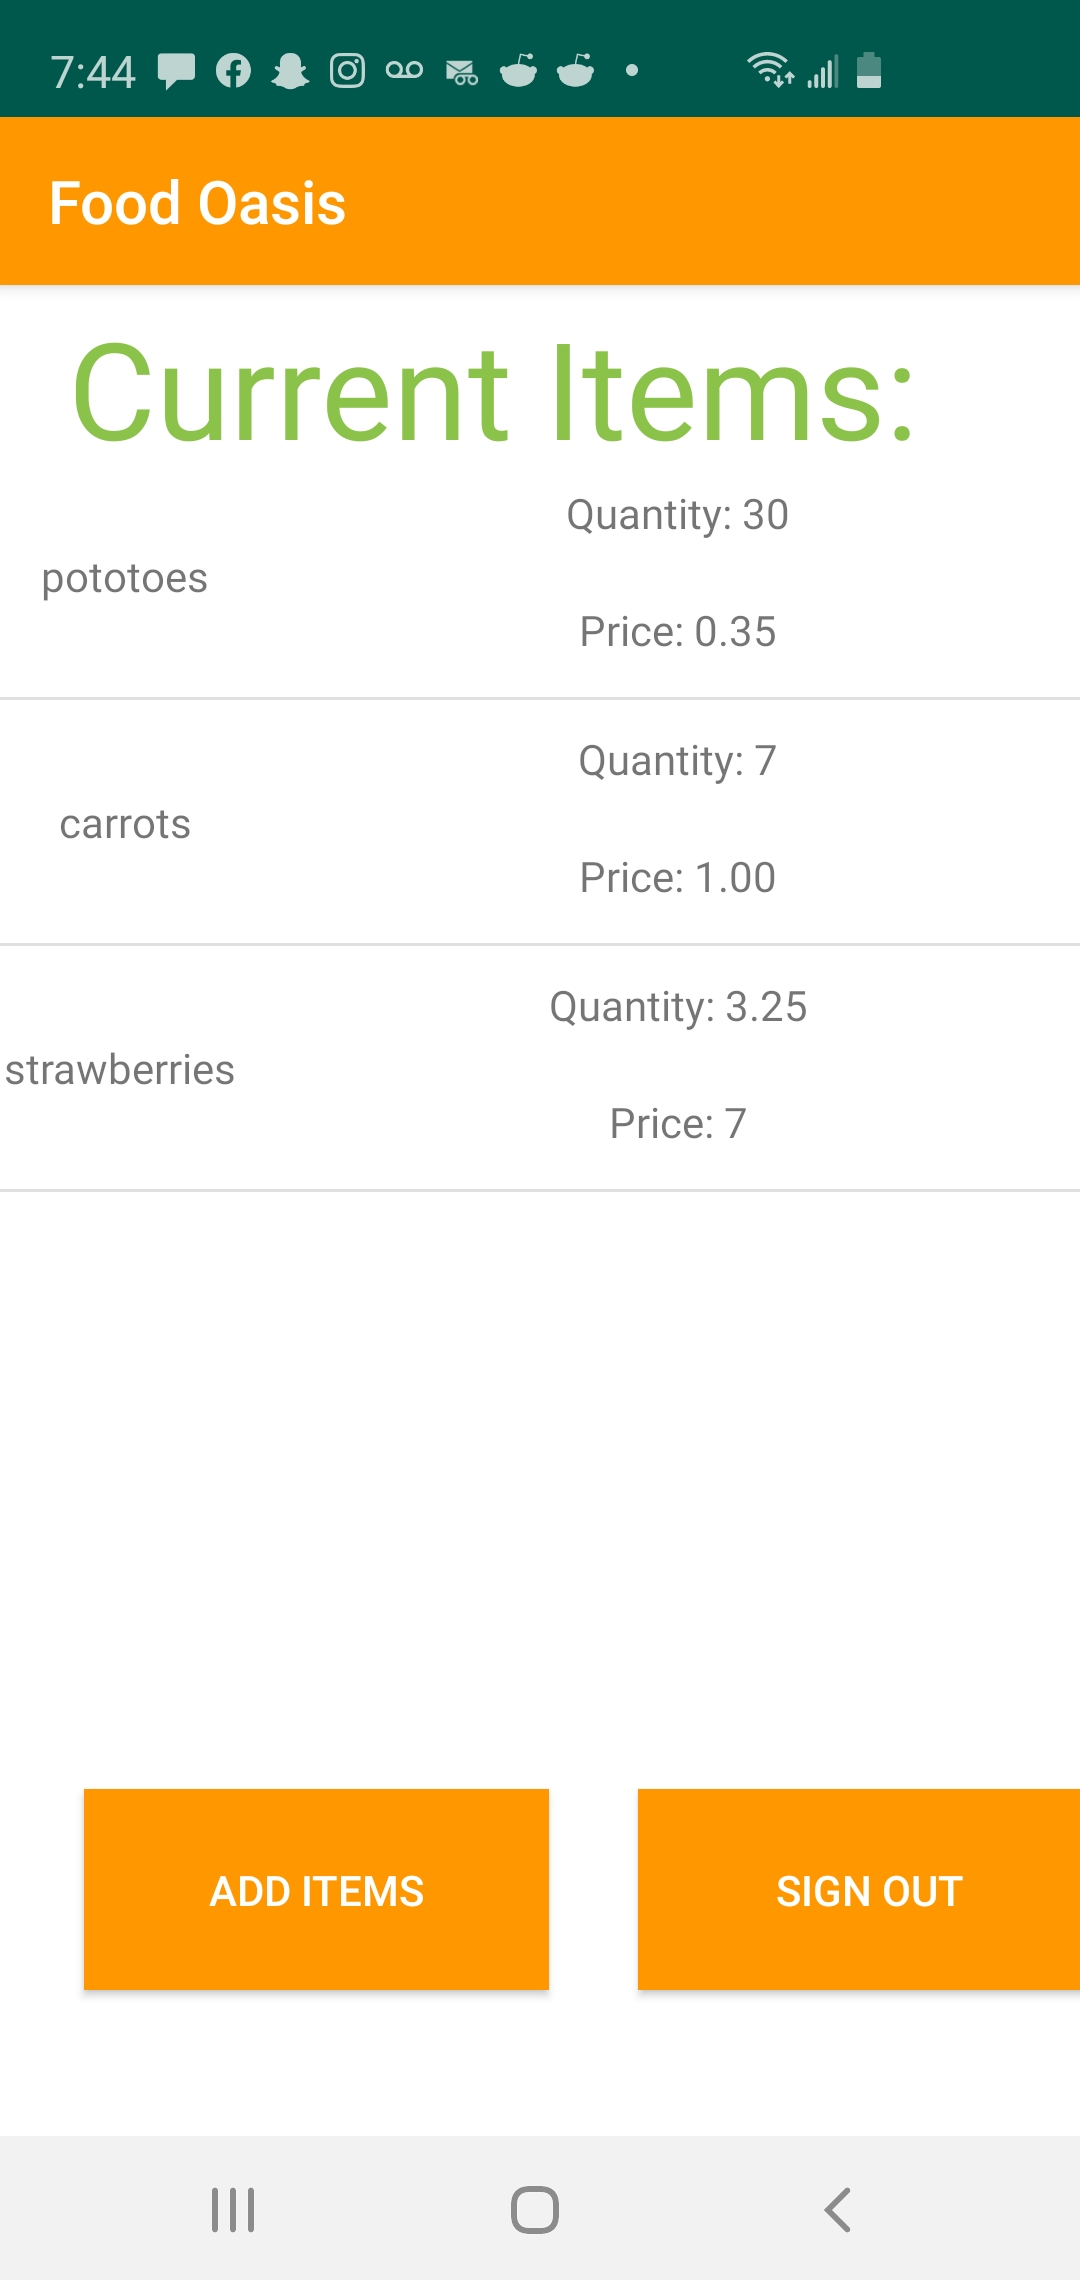 7:44
Food Oasis
Current Items:
Quantity: 30
pototoes
Price: 0.35
Quantity: 7
carrots
Price: 1.00
Quantity: 3.25
strawberries
Price: 7
ADD ITEMS
SIGN OUT